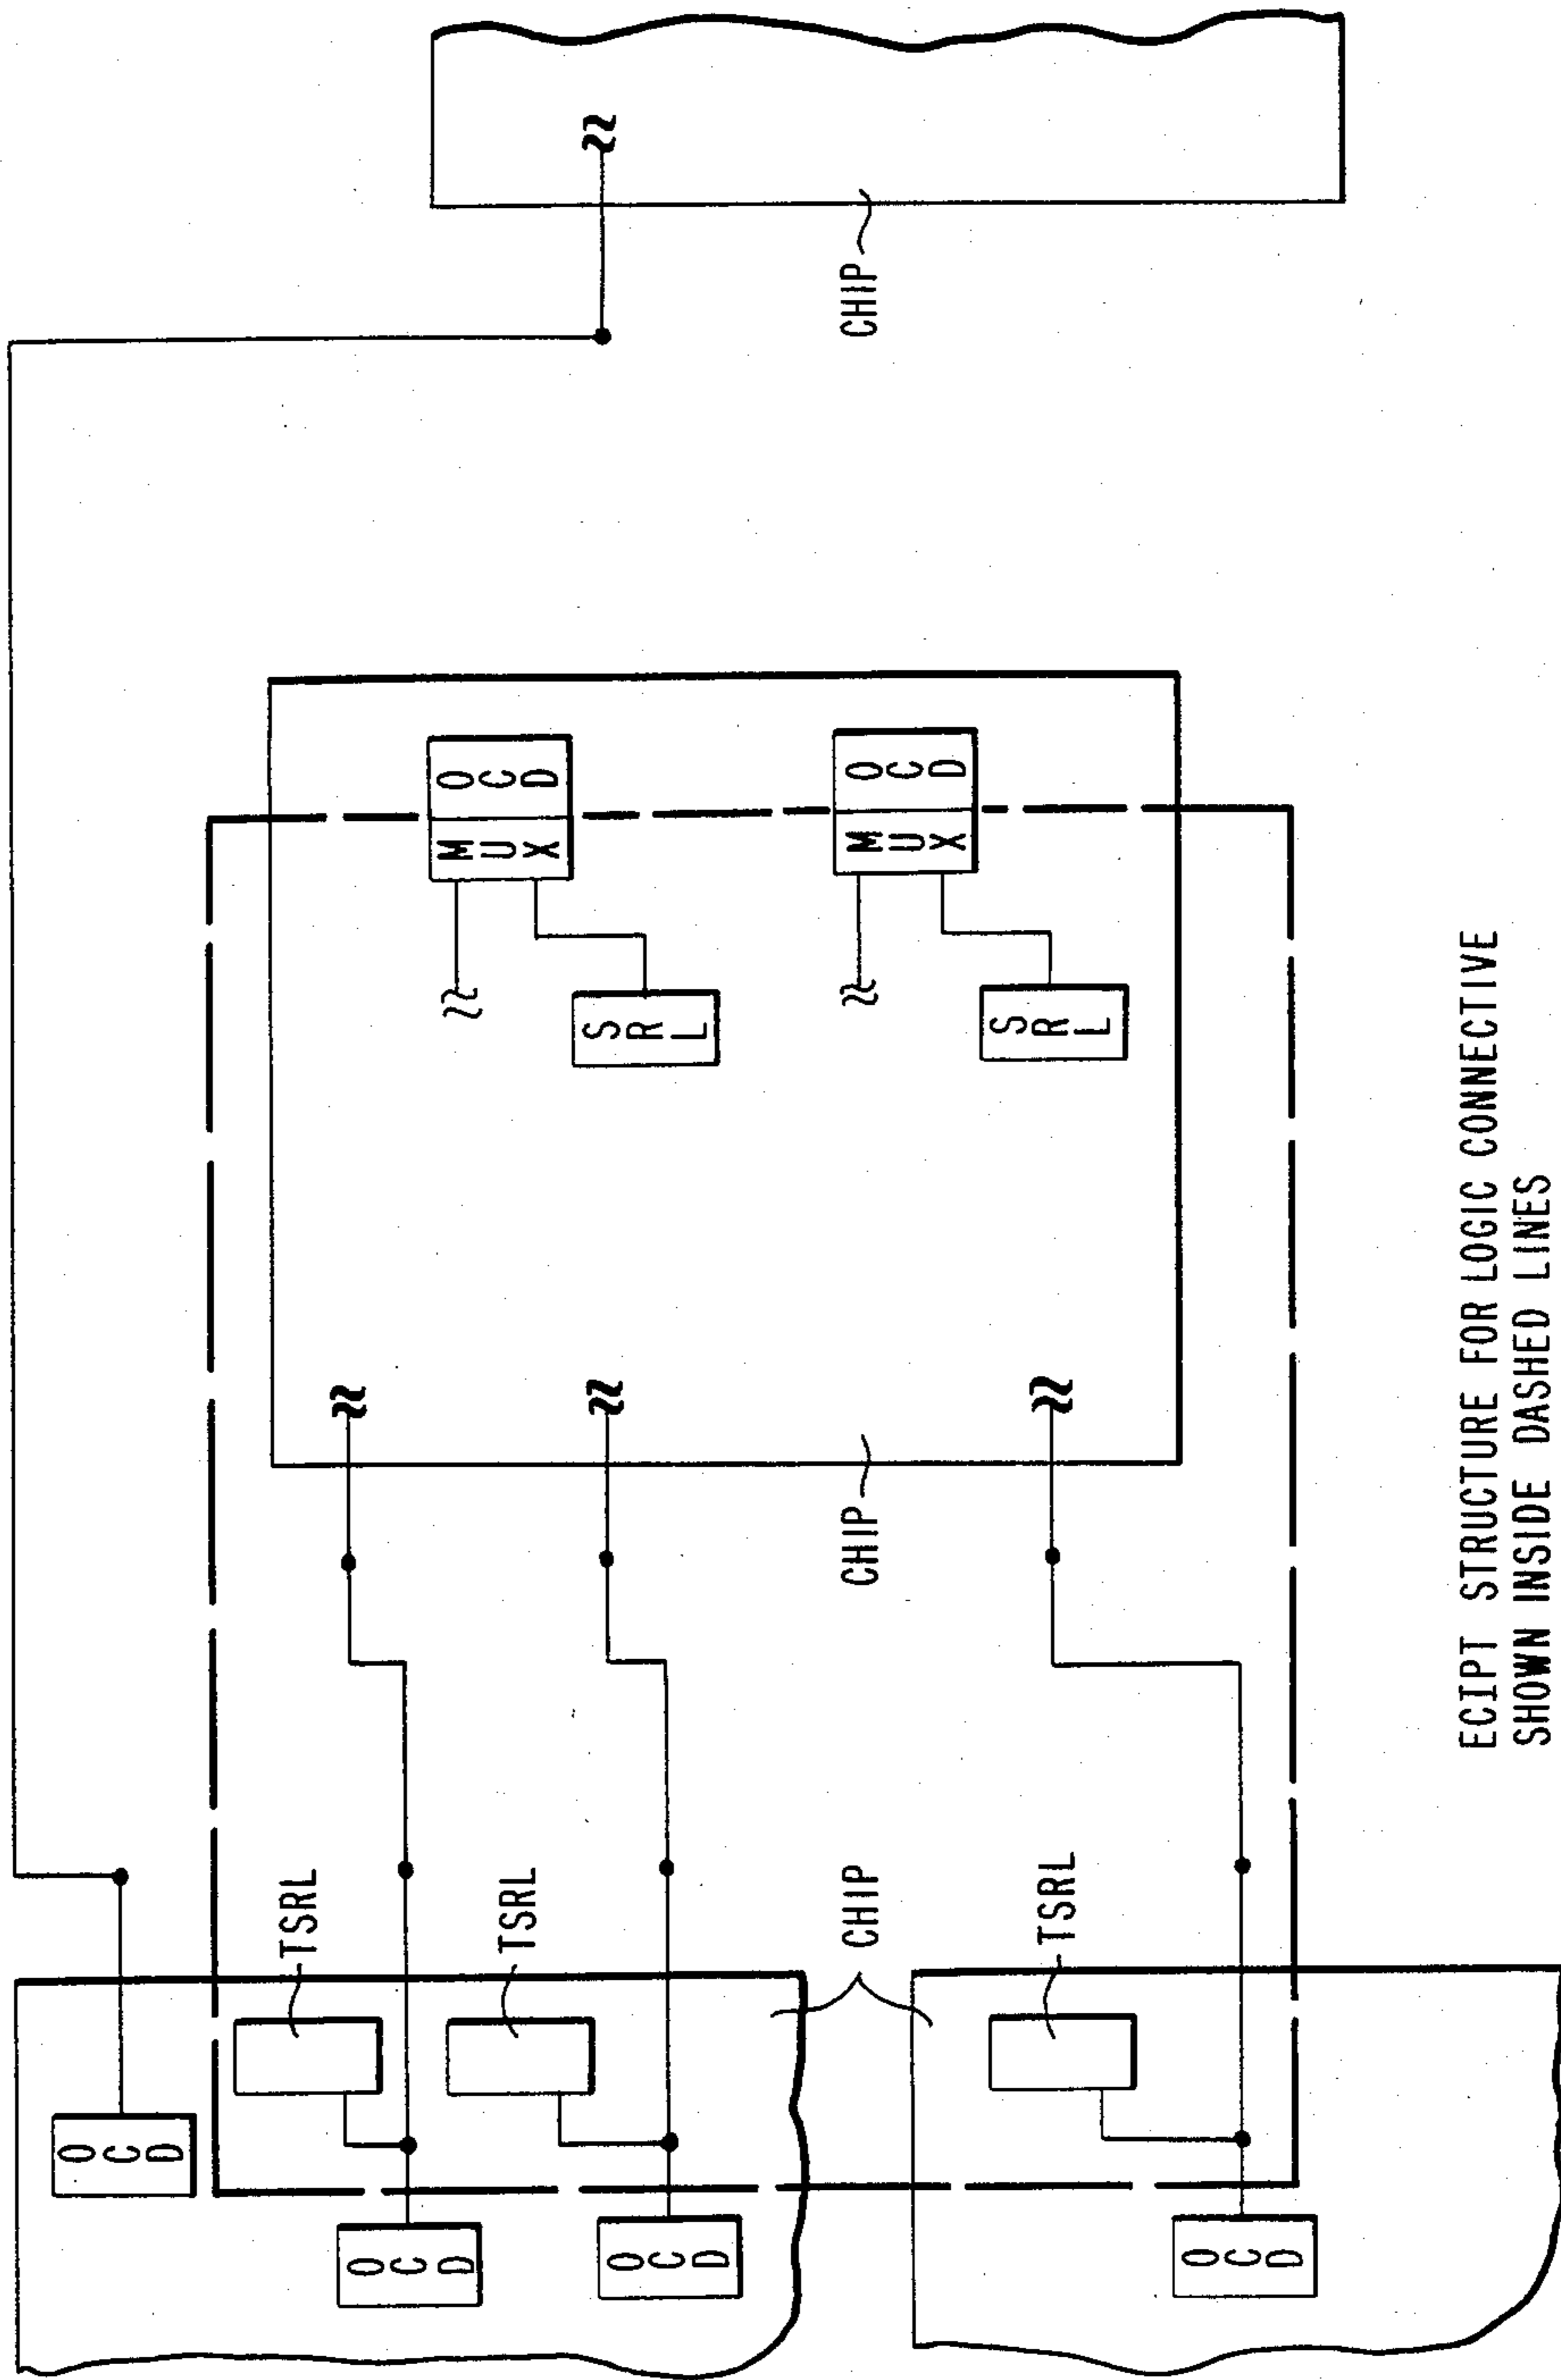 OCD
TSRL
OCD
MUX OCD
TSRL
OCD
SRL
CHIP
CHIP
CHIP
MUX OCD
TSRL
SRL
OCD
ECIPT STRUCTURE FOR LOGIC CONNECTIVE
SHOWN INSIDE DASHED LINES